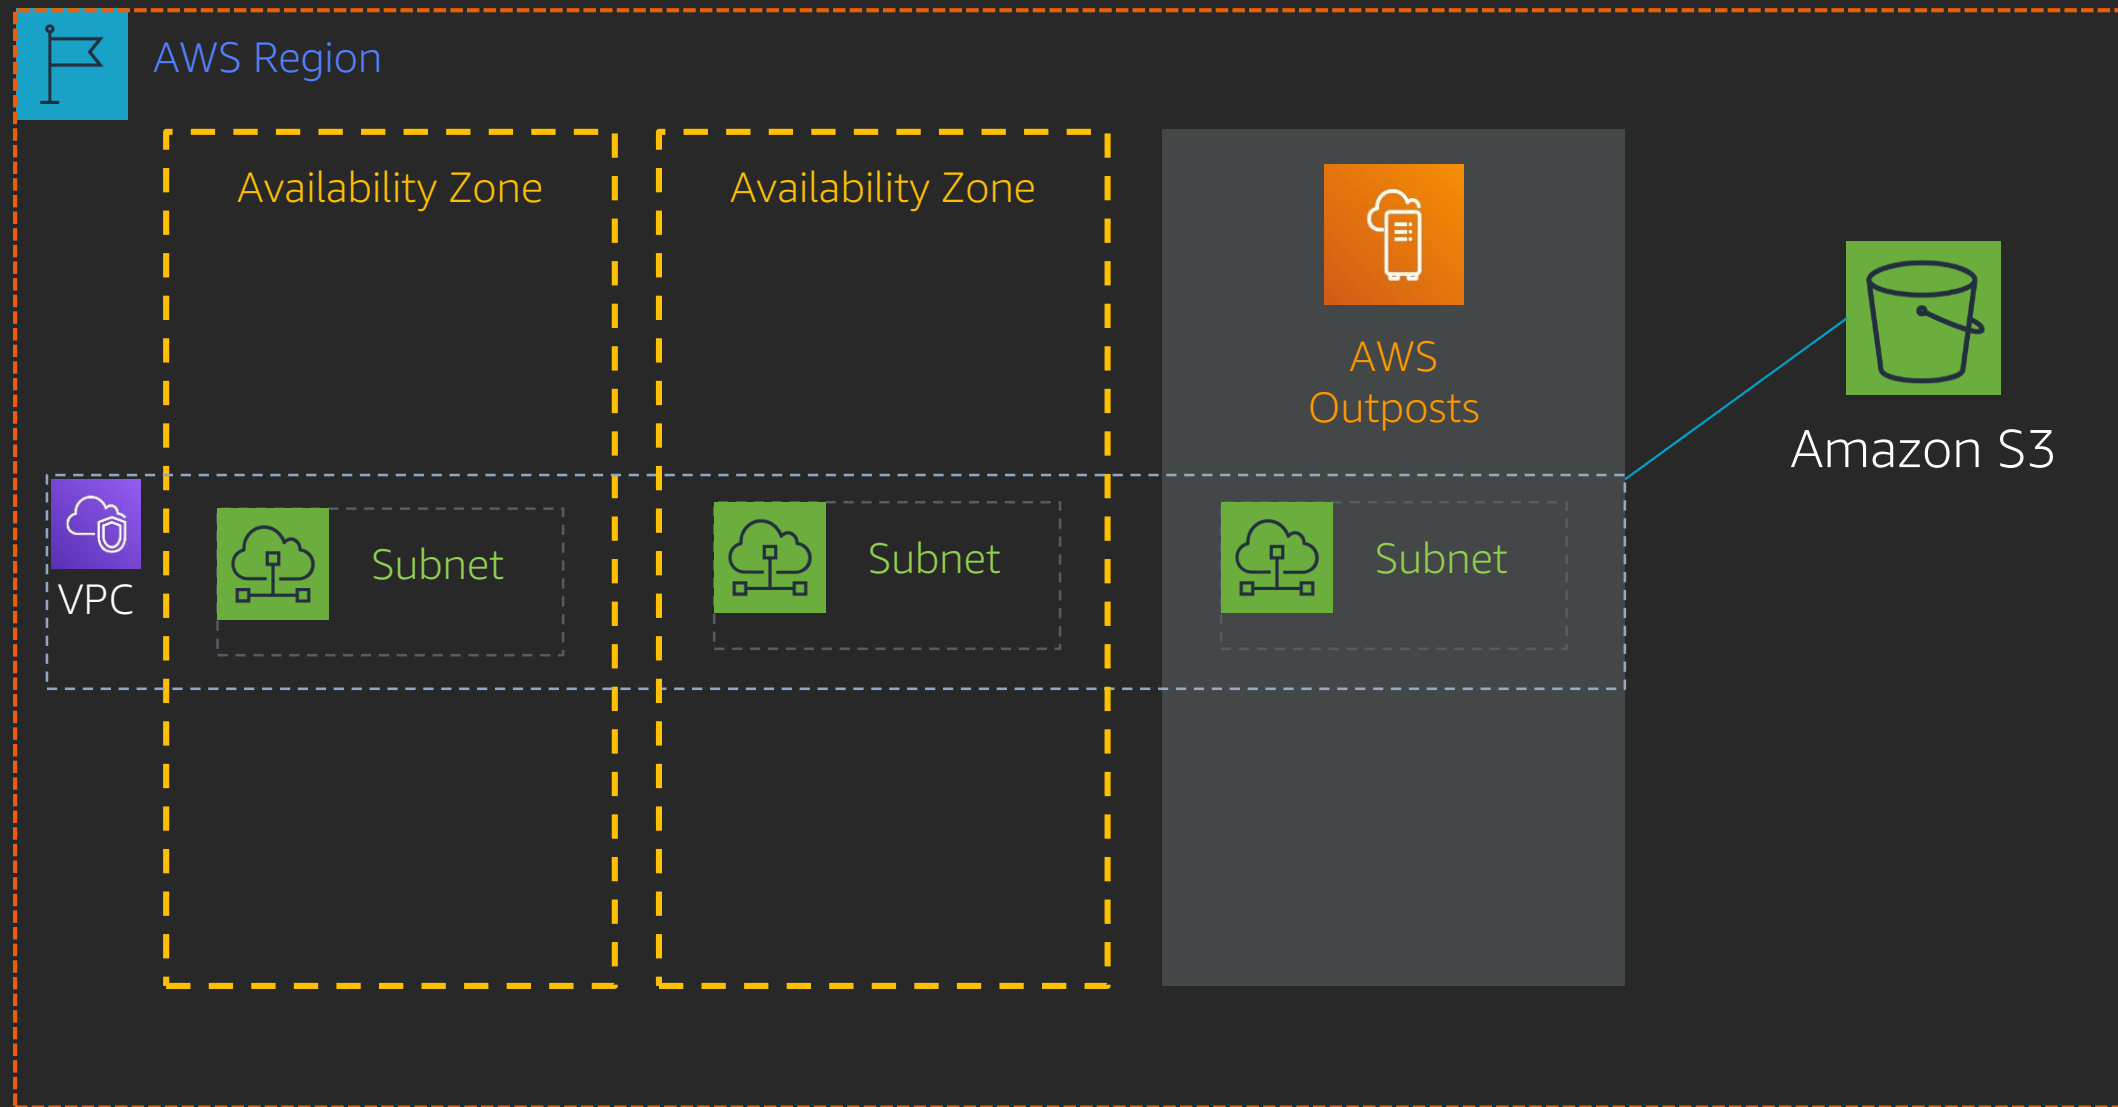 AWS Region
Availability Zone
Availability Zone
AWS
Outposts
Amazon S3
VPC
Subnet
Subnet
Subnet